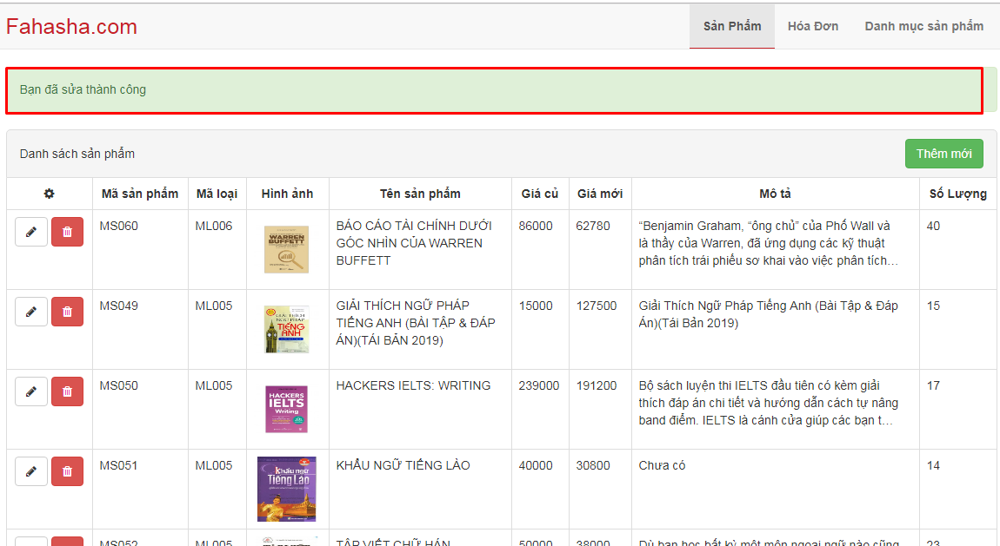 Fahasha.com
Sản Phẩm Hóa Đơn Danh mục sản phẩm
Bạn đã sửa thành công
Danh sách sản phẩm
Thêm mới
Mã sản phẩm Mã loại Hình ảnh Tên sản phẩm Giá củ Giá mới Mô tả Số Lượng
MS060 ML006
WARREN
BUFFETT
BÁO CÁO TÀI CHÍNH DƯỚI
GÓC NHÌN CỦA WARREN
BUFFETT
86000 62780
“Benjamin Graham, “ông chủ” của Phố Wall và
là thầy của Warren, đã ứng dụng các kỹ thuật
phân tích trái phiếu sơ khai vào việc phân tích…
40
MS049 ML005
GIẢI THÍCH
NGỮ PHÁP
TIẾNG
ANH
GIẢI THÍCH NGỮ PHÁP
TIẾNG ANH (BÀI TẬP & ĐÁP
ÁN)(TÁI BẢN 2019)
15000 127500
Giải Thích Ngữ Pháp Tiếng Anh (Bài Tập & Đáp
Án)(Tái Bản 2019)
15
MS050 ML005
HACKERS
IELTS
Writing
HACKERS IELTS: WRITING
239000 191200
Bộ sách luyện thi IELTS đầu tiên có kèm giải
thích đáp án chi tiết và hướng dẫn cách tự nâng
band điểm. IELTS là cánh cửa giúp các bạn t…
17
MS051 ML005
Khẩu ngữ
Tiếng Lào
KHẨU NGỮ TIẾNG LÀO
40000 30800
Chưa có
14
MS052 ML005
TẬP VIẾT CHỮ HÁN
50000 38000
Dù bạn học bất kỳ một môn ngoại ngữ nào cũng
23